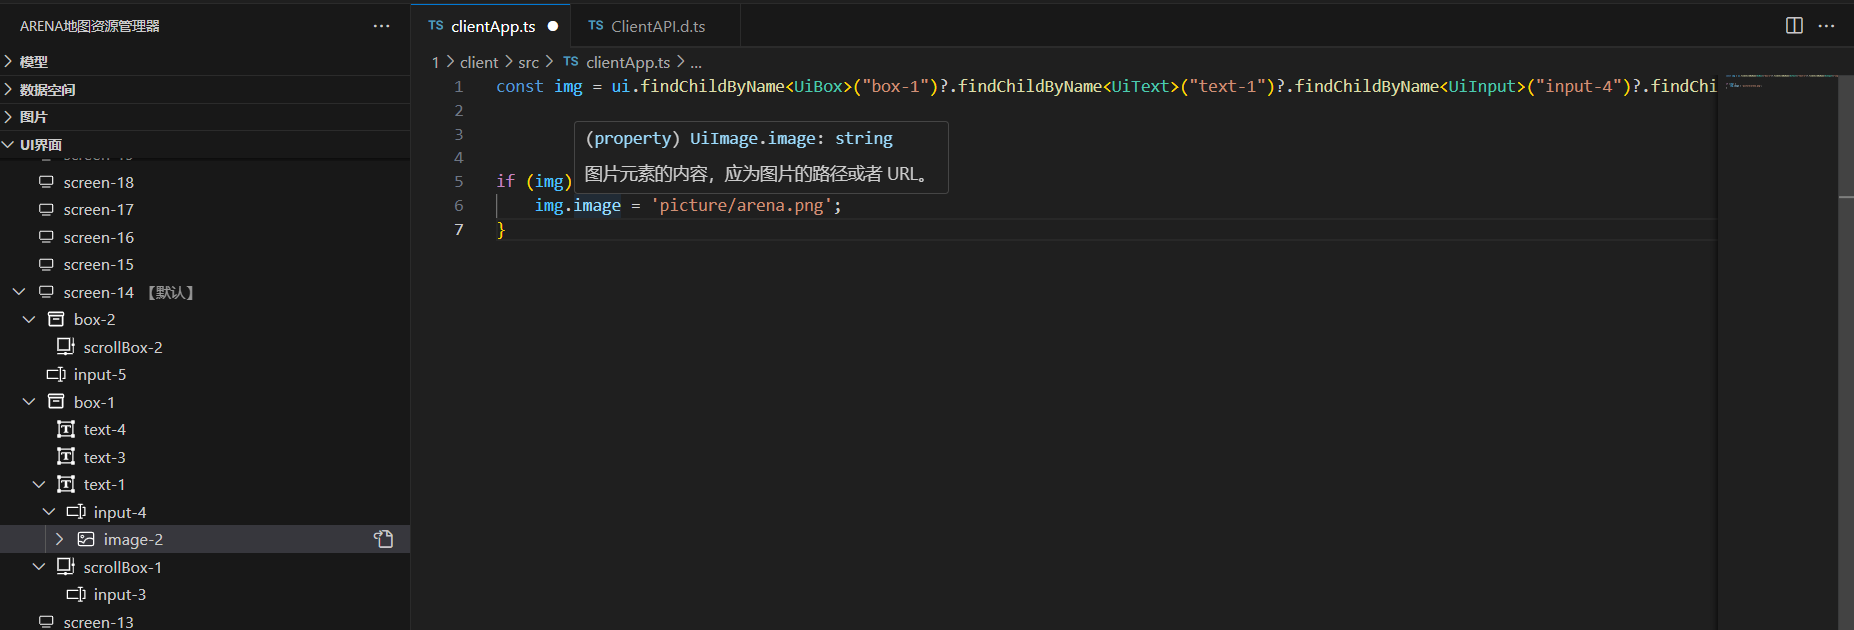 ARENA地图资源管理器
模型
数据空间
图片
UI界面
screen-18
screen-17
screen-16
screen-15
screen-14 【默认】
box-2
scrollBox-2
input-5
box-1
text-4
text-3
text-1
input-4
image-2
scrollBox-1
input-3
screen-13
TS clientApp.ts
TS ClientAPI.d.ts
1 > client > src > TS clientApp.ts > ...
1 const img = ui.findChildByName<UiBox>("box-1")?.findChildByName<UiText>("text-1")?.findChildByName<UiInput>("input-4")?.findChi
2
3
4
(property) UiImage.image: string
图片元素的内容，应为图片的路径或者 URL。
5 if (img)
6 img.image = 'picture/arena.png';
7 }